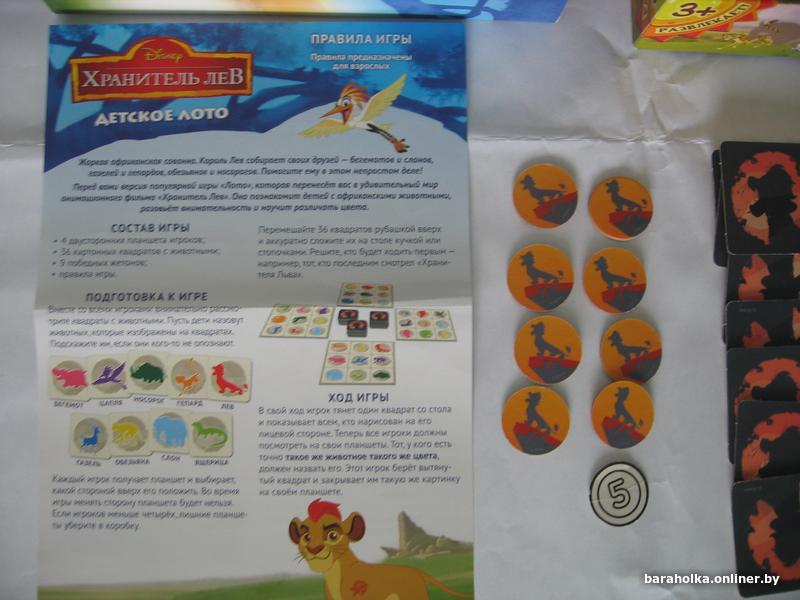 3+
РАЗВЛЕКАЕТ
ПРАВИЛА ИГРЫ
Правила предназначены
для взрослых
Disney
ХРАНИТЕЛЬ ЛЕВ
ДЕТСКОЕ ЛОТО
Жаркая африканская саванна. Король Лев собирает своих друзей — бегемотов и слонов,
газелей и гепардов, обезьянок и носорогов. Помогите ему в этом непростом деле!
Перед вами версия популярной игры «Лото», которая перенесёт вас в удивительный мир
анимационного фильма «Хранитель Лев». Она познакомит детей с африканскими животными,
разовьёт внимательность и научит различать цвета.
СОСТАВ ИГРЫ
• 4 двусторонних планшета игроков;
• 36 картонных квадратов с животными;
• 9 победных жетонов;
• правила игры.
ПОДГОТОВКА К ИГРЕ
Вместе со всеми игроками внимательно рассмо-
трите квадраты с животными. Пусть дети назовут
животных, которые изображены на квадратах.
Подскажите им, если они кого-то не опознают.
БЕГЕМОТ ЦАПЛЯ НОСОРОГ ГЕПАРД ЛЕВ
ГАЗЕЛЬ ОБЕЗЬЯНА СЛОН ЯЩЕРИЦА
Каждый игрок получает планшет и выбирает,
какой стороной вверх его положить. Во время
игры менять сторону планшета будет нельзя.
Если игроков меньше четырёх, лишние планше-
ты уберите в коробку.
Перемешайте 36 квадратов рубашкой вверх
и аккуратно сложите их на столе кучкой или
стопочками. Решите, кто будет ходить первым —
например, тот, кто последним смотрел «Храни-
теля Льва».
ХОД ИГРЫ
В свой ход игрок тянет один квадрат со стола
и показывает всем, кто нарисован на его
лицевой стороне. Теперь все игроки должны
посмотреть на свои планшеты. Тот, у кого есть
точно такое же животное такого же цвета,
должен назвать его. Этот игрок берёт вытяну-
тый квадрат и закрывает им такую же картинку
на своём планшете.
5
baraholka.onliner.by